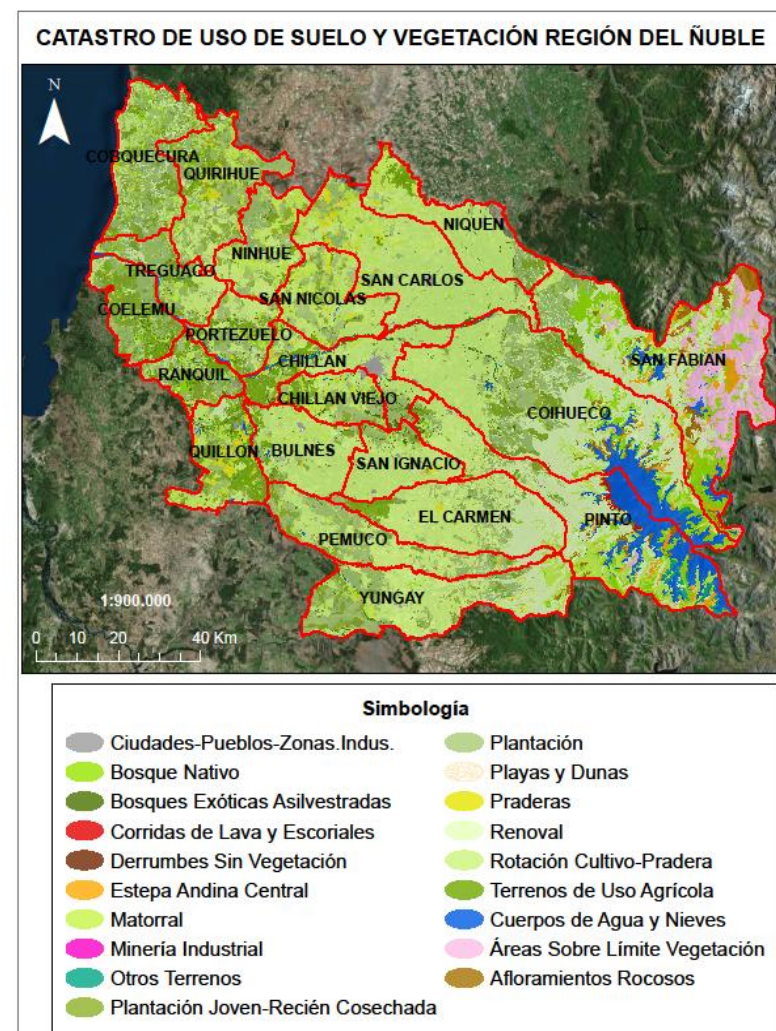 CATASTRO DE USO DE SUELO Y VEGETACIÓN REGIÓN DEL ÑUBLE
N
COBQUECURA
QUIRIHUE
NIQUEN
NINHUE
TREGUACO
SAN CARLOS
SAN NICOLAS
COELEMU
PORTEZUELO
SAN FABIAN
CHILLAN
RANQUIL
CHILLAN VIEJO
COIHUECO
QUILLON
BULNES
SAN IGNACIO
EL CARMEN
PINTO
PEMUCO
YUNGAY
1:900.000
0 10 20 40 Km
Simbología
Ciudades-Pueblos-Zonas.Indus.
Bosque Nativo
Bosques Exóticas Asilvestradas
Corridas de Lava y Escoriales
Derrumbes Sin Vegetación
Estepa Andina Central
Matorral
Minería Industrial
Otros Terrenos
Plantación Joven-Recién Cosechada
Plantación
Playas y Dunas
Praderas
Renoval
Rotación Cultivo-Pradera
Terrenos de Uso Agrícola
Cuerpos de Agua y Nieves
Áreas Sobre Límite Vegetación
Afloramientos Rocosos